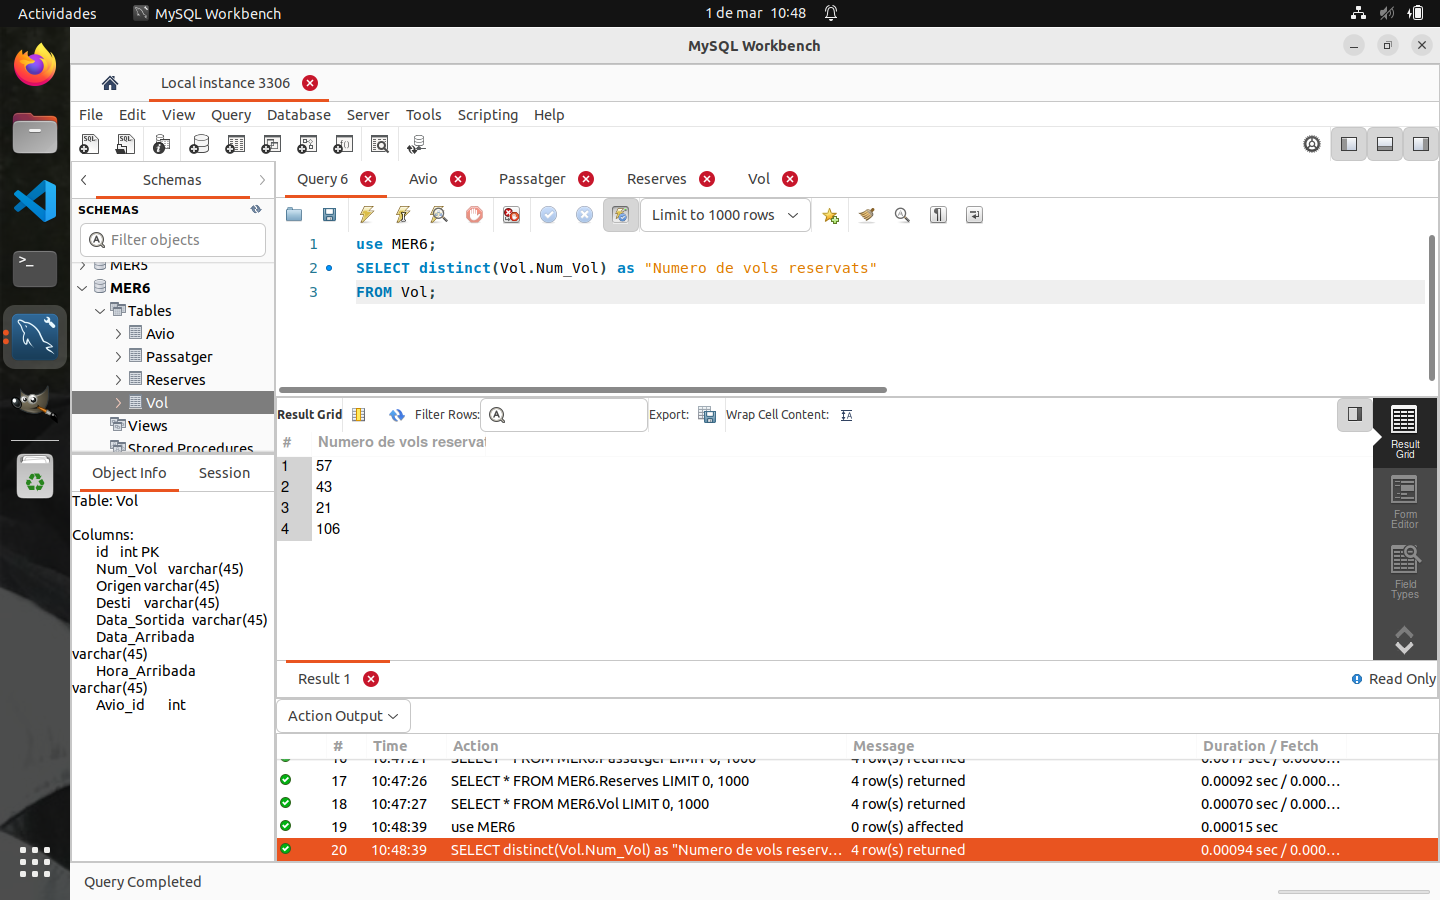 Actividades
MySQL Workbench
1 de mar 10:48
MySQL Workbench
Local instance 3306
File Edit View Query Database Server Tools Scripting Help
Schemas
SCHEMAS
Filter objects
MER5
MER6
Tables
Avio
Passatger
Reserves
Vol
Views
Stored Procedures
Object Info Session
Table: Vol
Columns:
id int PK
Num_Vol varchar(45)
Origen varchar(45)
Desti varchar(45)
Data_Sortida varchar(45)
Data_Arribada
varchar(45)
Hora_Arribada
varchar(45)
Avio_id int
Query 6 Avio Passatger Reserves Vol
Limit to 1000 rows
1 use MER6;
2 SELECT distinct(Vol.Num_Vol) as "Numero de vols reservats"
3 FROM Vol;
Result Grid Filter Rows: Export: Wrap Cell Content:
# Numero de vols reservat
1 57
2 43
3 21
4 106
Result
Grid
Form
Editor
Field
Types
Result 1
Read Only
Action Output
# Time Action Message Duration / Fetch
16 10:47:21 SELECT * FROM MER6.Passatger LIMIT 0, 1000 4 row(s) returned 0.0017 sec / 0.000...
17 10:47:26 SELECT * FROM MER6.Reserves LIMIT 0, 1000 4 row(s) returned 0.00092 sec / 0.000...
18 10:47:27 SELECT * FROM MER6.Vol LIMIT 0, 1000 4 row(s) returned 0.00070 sec / 0.000...
19 10:48:39 use MER6 0 row(s) affected 0.00015 sec
20 10:48:39 SELECT distinct(Vol.Num_Vol) as "Numero de vols reserv... 4 row(s) returned 0.00094 sec / 0.000...
Query Completed